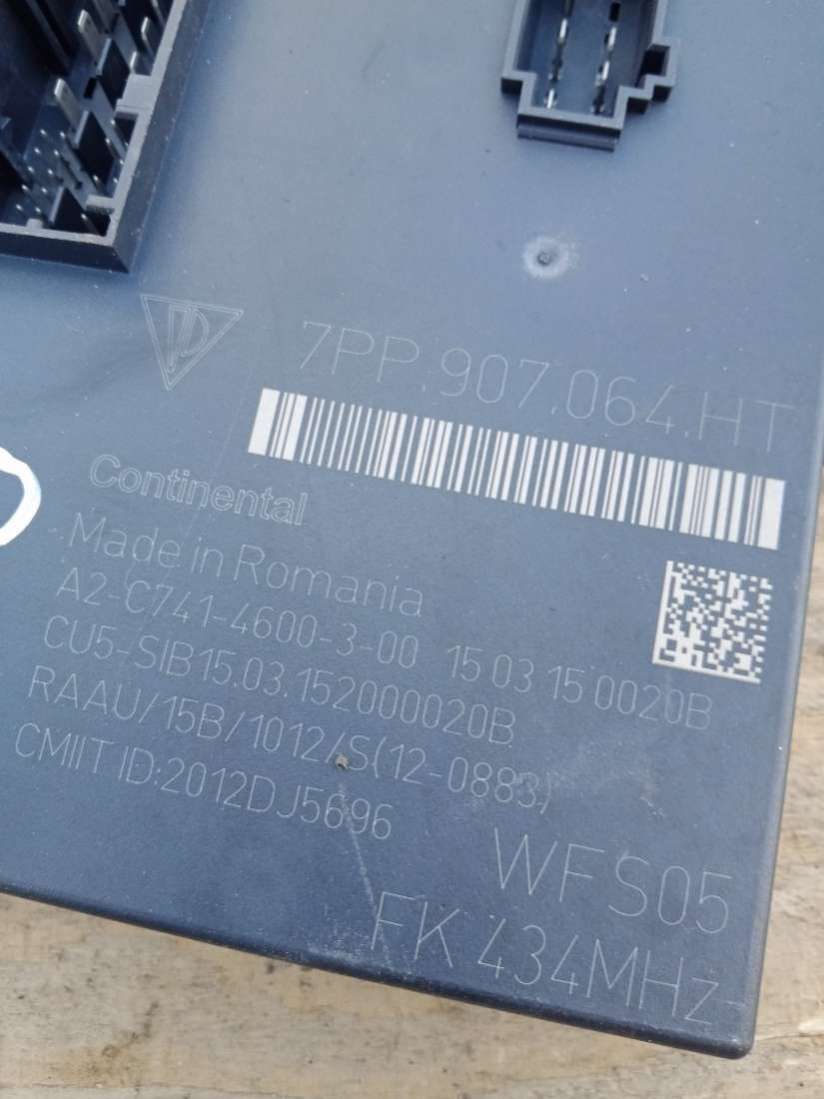 7PP.907.064.HT
Continental
Made in Romania
A2-C741-4600-3-00 15 03 15 0020B
CU5-SIB15.03.152000020B
RAAU/15B/1012/S(12-0883)
CMIIT ID:2012DJ5696
WFS05
FK 434MHz